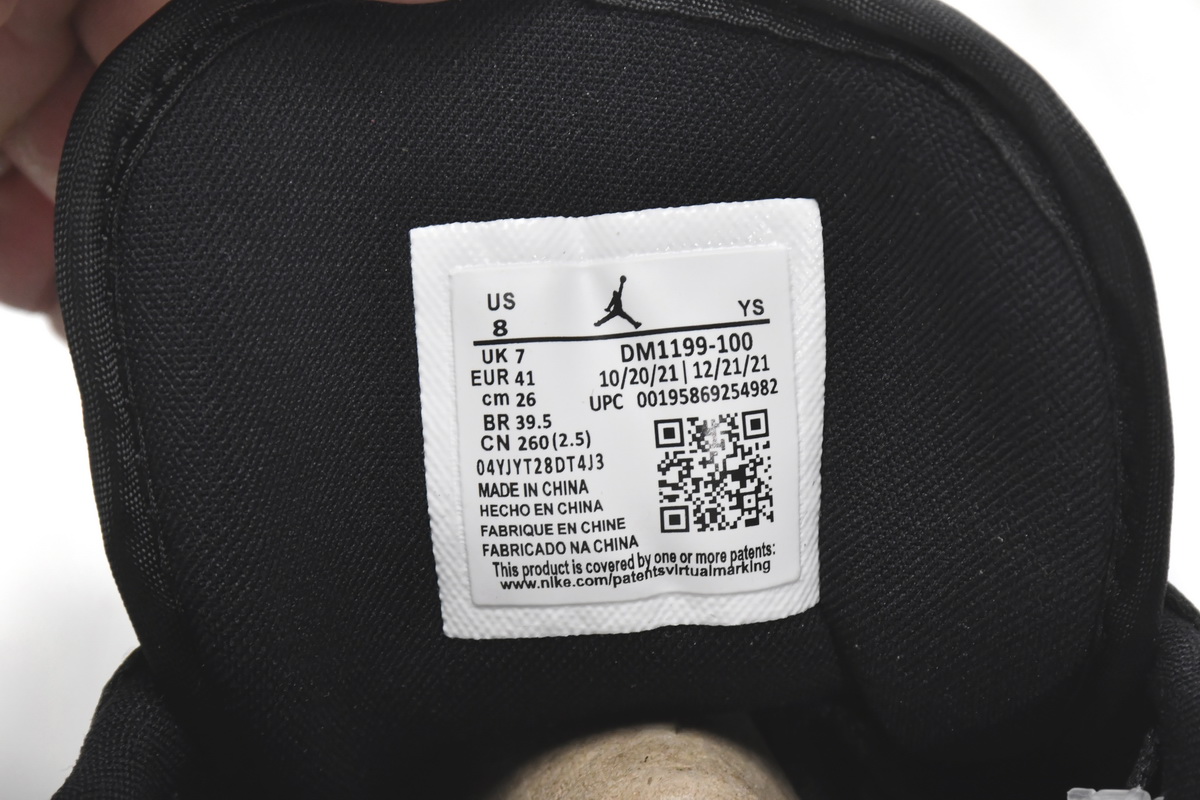 US
8
YS
UK 7
EUR 41
cm 26
BR 39.5
CN 260(2.5)
04YJYT28DT4J3
DM1199-100
10/20/21| 12/21/21
UPC 00195869254982
MADE IN CHINA
HECHO EN CHINA
FABRIQUE EN CHINE
FABRICADO NA CHINA
This product is covered by one or more patents:
www.nike.com/patentsvirtualmarking